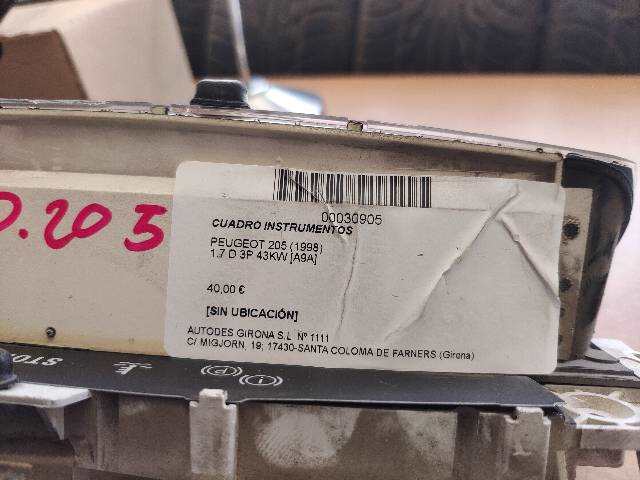 00030905
CUADRO INSTRUMENTOS
PEUGEOT 205 (1998)
1.7 D 3P 43KW [A9A]
40,00 €
[SIN UBICACIÓN]
AUTODES GIRONA S.L Nº 1111
C/ MIGJORN, 19; 17430-SANTA COLOMA DE FARNERS (Girona)
205
STO
P